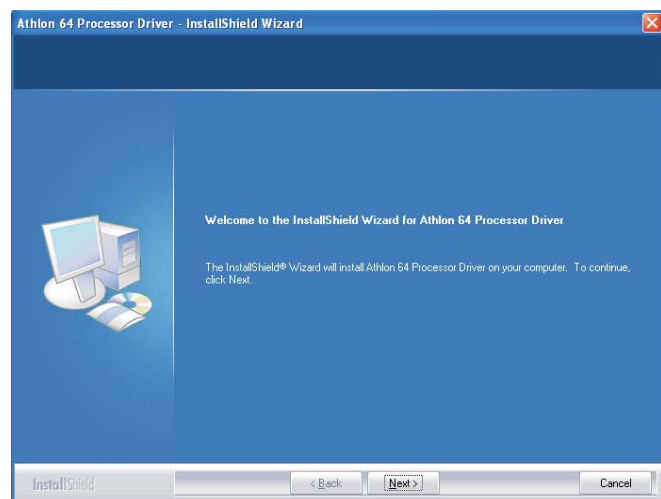 Athlon 64 Processor Driver - InstallShield Wizard
Welcome to the InstallShield Wizard for Athlon 64 Processor Driver
The InstallShield® Wizard will install Athlon 64 Processor Driver on your computer. To continue,
click Next.
InstallShield
< Back
Next >
Cancel